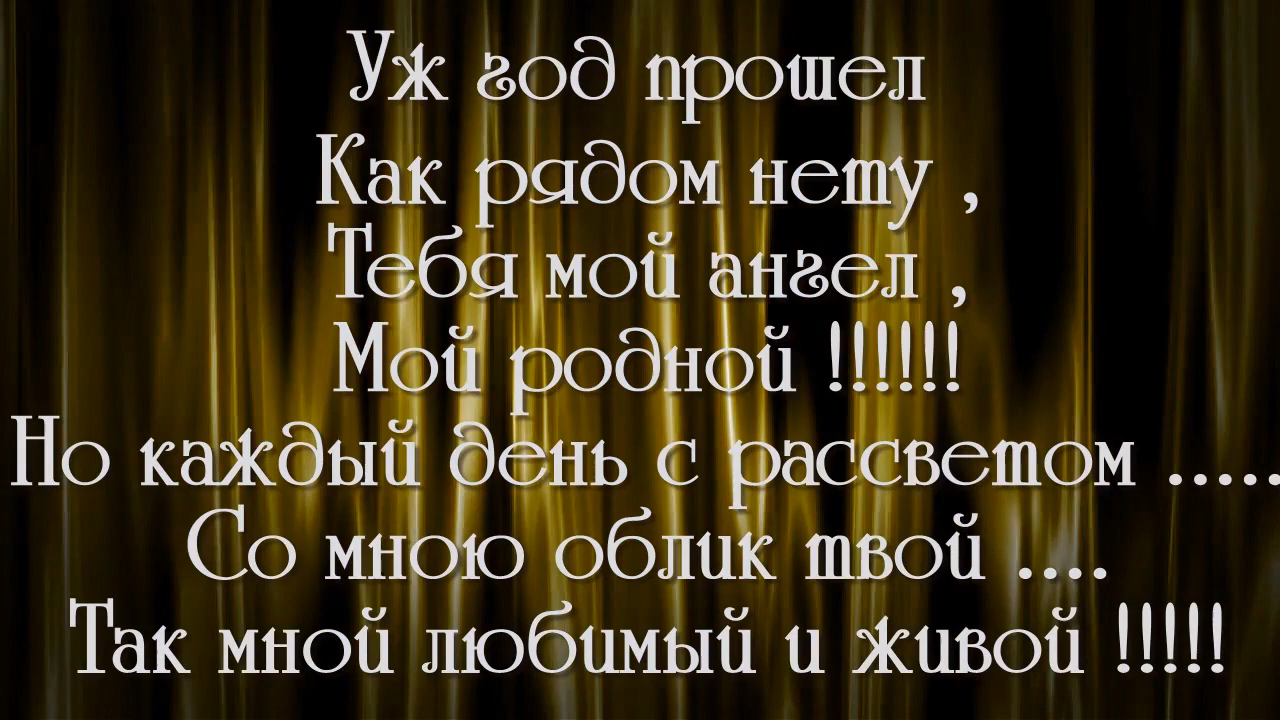 Уж год прошел
Как рядом нету ,
Тебя мой ангел ,
Мой родной !!!!!!
Но каждый день с рассветом .....
Со мною облик твой ....
Так мной любимый и живой !!!!!